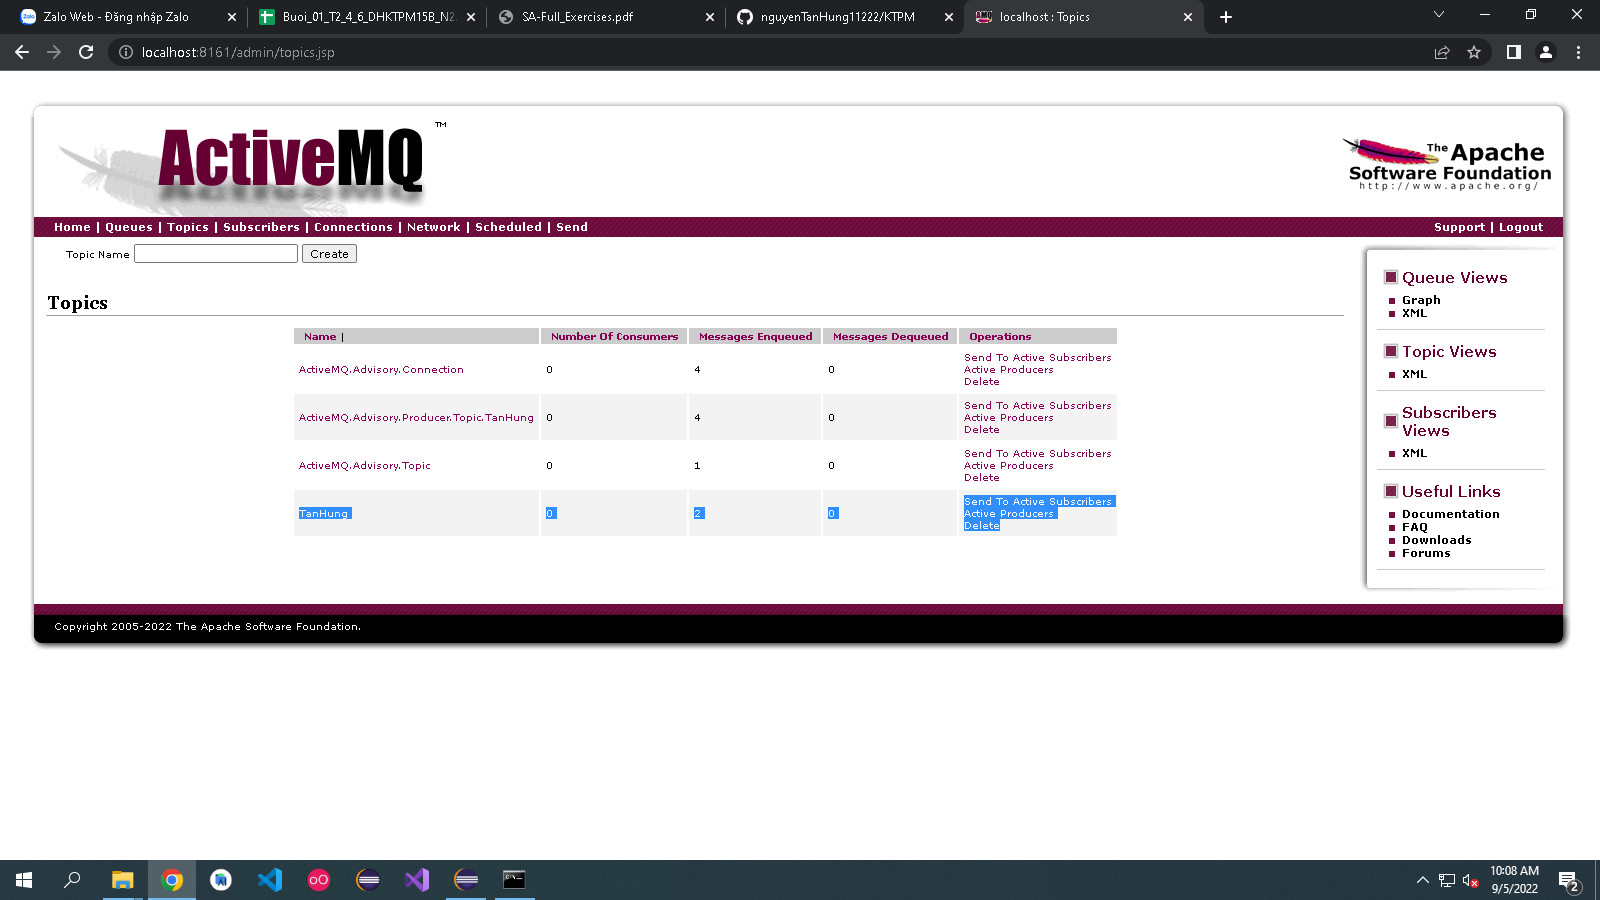 Zalo Web - Đăng nhập Zalo
Buoi_01_T2_4_6_DHKTPM15B_N2
SA-Full_Exercises.pdf
nguyenTanHung11222/KTPM
localhost : Topics
localhost:8161/admin/topics.jsp
ActiveMQ ™
The Apache
Software Foundation
http://www.apache.org/
Home | Queues | Topics | Subscribers | Connections | Network | Scheduled | Send
Support | Logout
Topic Name Create
Topics
Name | Number Of Consumers Messages Enqueued Messages Dequeued Operations
ActiveMQ.Advisory.Connection 0 4 0 Send To Active Subscribers
Active Producers
Delete
ActiveMQ.Advisory.Producer.Topic.TanHung 0 4 0 Send To Active Subscribers
Active Producers
Delete
ActiveMQ.Advisory.Topic 0 1 0 Send To Active Subscribers
Active Producers
Delete
TanHung 0 2 0 Send To Active Subscribers
Active Producers
Delete
Queue Views
Graph
XML
Topic Views
XML
Subscribers
Views
XML
Useful Links
Documentation
FAQ
Downloads
Forums
Copyright 2005-2022 The Apache Software Foundation.
10:08 AM
9/5/2022
2